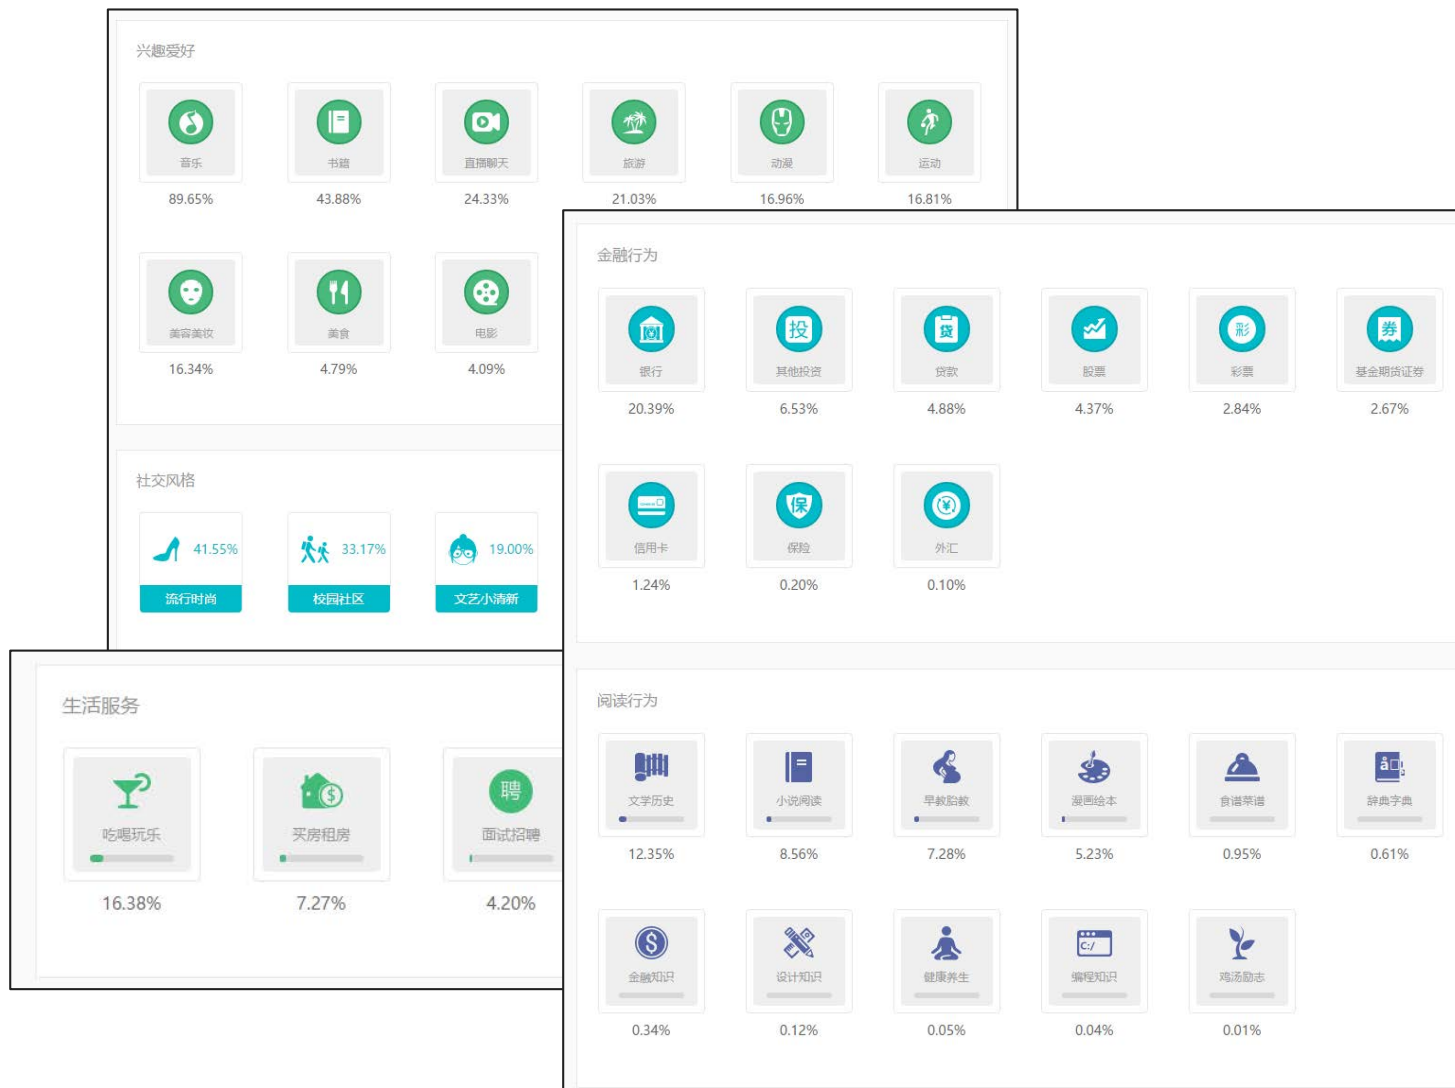 兴趣爱好
音乐 书籍 直播聊天 旅游 动漫 运动
89.65% 43.88% 24.33% 21.03% 16.96% 16.81%
美容美妆 美食 电影
16.34% 4.79% 4.09%
社交风格
41.55% 33.17% 19.00%
流行时尚 校园社区 文艺小清新
生活服务
聘
吃喝玩乐 买房租房 面试招聘
16.38% 7.27% 4.20%
金融行为
投 贷 彩 券
银行 其他投资 贷款 股票 彩票 基金期货证券
20.39% 6.53% 4.88% 4.37% 2.84% 2.67%
保 ¥
信用卡 保险 外汇
1.24% 0.20% 0.10%
阅读行为
文学历史 小说阅读 早教胎教 漫画绘本 食谱菜谱 辞典字典
12.35% 8.56% 7.28% 5.23% 0.95% 0.61%
$ C:/
金融知识 设计知识 健康养生 编程知识 鸡汤励志
0.34% 0.12% 0.05% 0.04% 0.01%